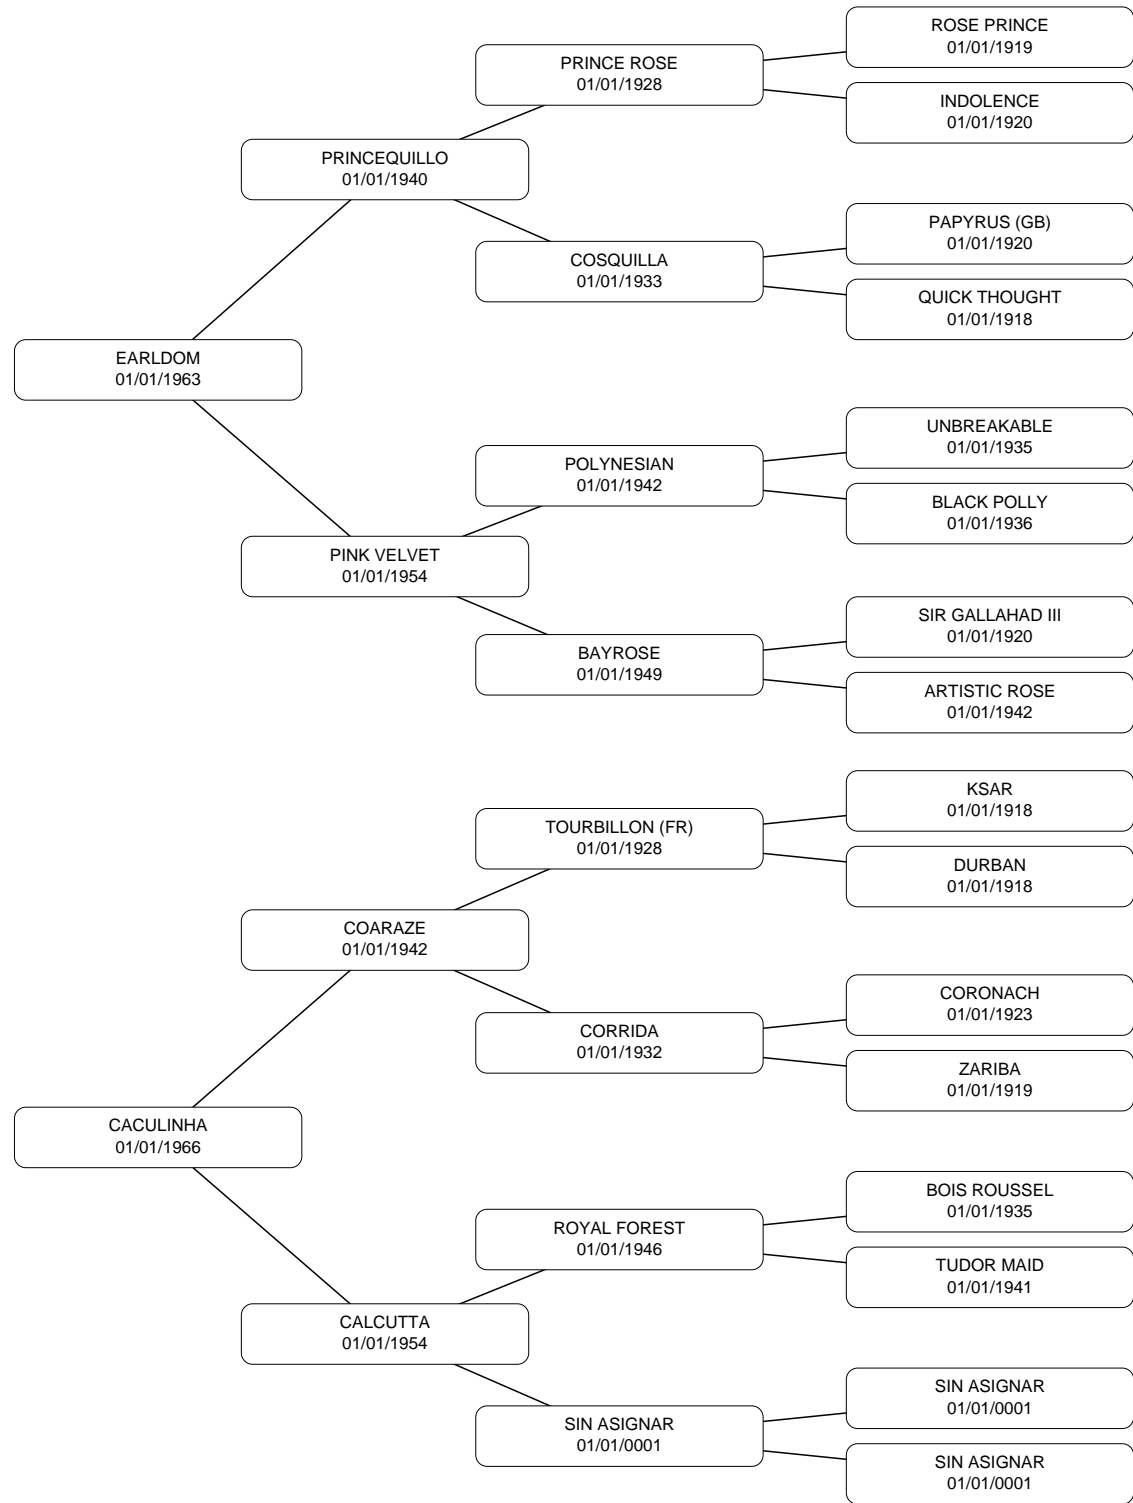 ROSE PRINCE
01/01/1919
PRINCE ROSE
01/01/1928
INDOLENCE
01/01/1920
PRINCEQUILLO
01/01/1940
PAPYRUS (GB)
01/01/1920
COSQUILLA
01/01/1933
QUICK THOUGHT
01/01/1918
EARLDOM
01/01/1963
UNBREAKABLE
01/01/1935
POLYNESIAN
01/01/1942
BLACK POLLY
01/01/1936
PINK VELVET
01/01/1954
SIR GALLAHAD III
01/01/1920
BAYROSE
01/01/1949
ARTISTIC ROSE
01/01/1942
KSAR
01/01/1918
TOURBILLON (FR)
01/01/1928
DURBAN
01/01/1918
COARAZE
01/01/1942
CORONACH
01/01/1923
CORRIDA
01/01/1932
ZARIBA
01/01/1919
CACULINHA
01/01/1966
BOIS ROUSSEL
01/01/1935
ROYAL FOREST
01/01/1946
TUDOR MAID
01/01/1941
CALCUTTA
01/01/1954
SIN ASIGNAR
01/01/0001
SIN ASIGNAR
01/01/0001
SIN ASIGNAR
01/01/0001